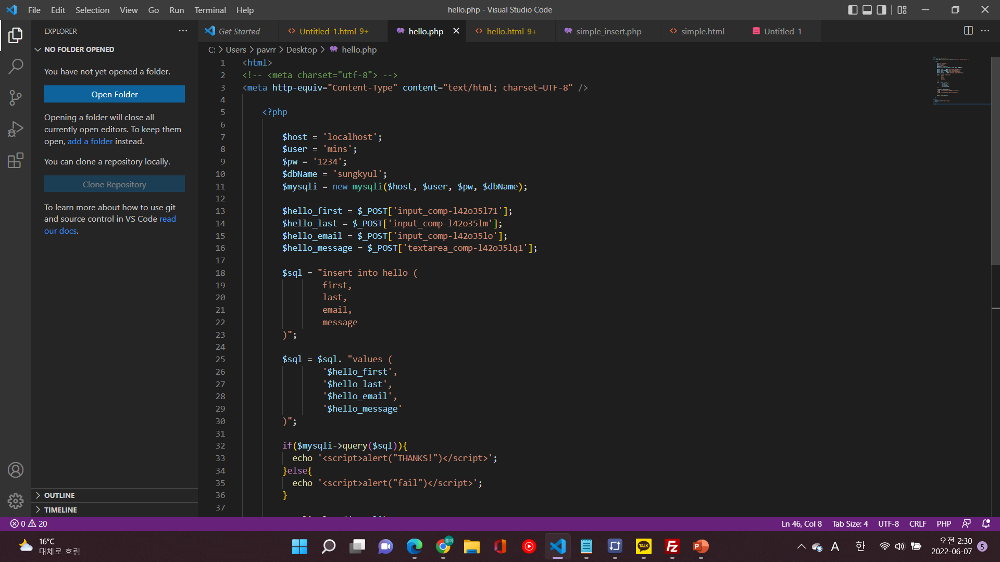 File Edit Selection View Go Run Terminal Help
hello.php - Visual Studio Code
EXPLORER
NO FOLDER OPENED
You have not yet opened a folder.
Open Folder
Opening a folder will close all
currently open editors. To keep them
open, add a folder instead.
You can clone a repository locally.
Clone Repository
To learn more about how to use git
and source control in VS Code read
our docs.
OUTLINE
TIMELINE
Get Started
Untitled-1.html 9+
hello.php
hello.html 9+
simple_insert.php
simple.html
Untitled-1
C: > Users > pavrr > Desktop > hello.php
1 <html>
2 <!-- <meta charset="utf-8"> -->
3 <meta http-equiv="Content-Type" content="text/html; charset=UTF-8" />
4
5 <?php
6
7 $host = 'localhost';
8 $user = 'mins';
9 $pw = '1234';
10 $dbName = 'sungkyul';
11 $mysqli = new mysqli($host, $user, $pw, $dbName);
12
13 $hello_first = $_POST['input_comp-l42o35l71'];
14 $hello_last = $_POST['input_comp-l42o35lm'];
15 $hello_email = $_POST['input_comp-l42o35lo'];
16 $hello_message = $_POST['textarea_comp-l42o35lq1'];
17
18 $sql = "insert into hello (
19 first,
20 last,
21 email,
22 message
23 )";
24
25 $sql = $sql. "values (
26 '$hello_first',
27 '$hello_last',
28 '$hello_email',
29 '$hello_message'
30 )";
31
32 if($mysqli->query($sql)){
33 echo '<script>alert("THANKS!")</script>';
34 }else{
35 echo '<script>alert("fail")</script>';
36 }
37
0 20
Ln 46, Col 8 Tab Size: 4 UTF-8 CRLF PHP
16°C
대체로 흐림
TALK
Fz
P
A 한
오전 2:30
2022-06-07
5